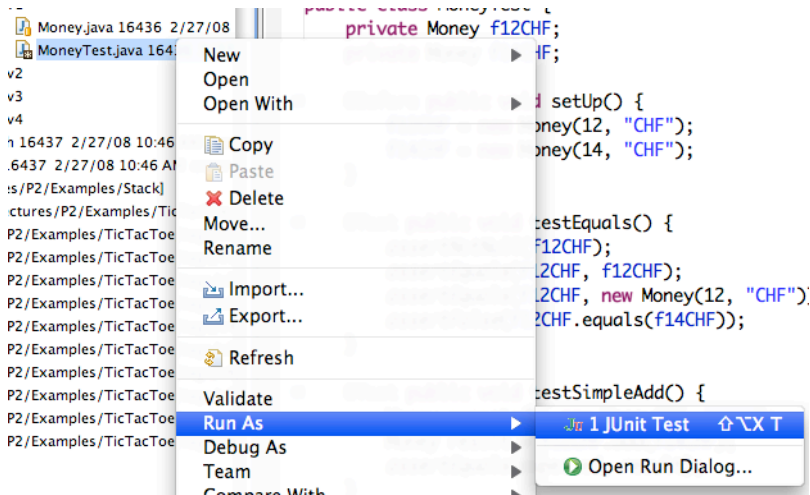 public class MoneyTest {
Money.java 16436 2/27/08
private Money f12CHF;
MoneyTest.java 164
HF;
v2
v3
v4
16437 2/27/08 10:46
.6437 2/27/08 10:46 AM
es/P2/Examples/Stack]
ctures/P2/Examples/Tic
P2/Examples/TicTacToe
P2/Examples/TicTacToe
P2/Examples/TicTacToe
P2/Examples/TicTacToe
P2/Examples/TicTacToe
P2/Examples/TicTacToe
P2/Examples/TicTacToe
P2/Examples/TicTacToe
P2/Examples/TicTacToe
P2/Examples/TicTacToe
New
Open
Open With
Copy
Paste
Delete
Move...
Rename
Import...
Export...
Refresh
Validate
Run As
Debug As
Team
Compare With
setUp() {
oney(12, "CHF");
oney(14, "CHF");
testEquals() {
f12CHF);
12CHF, f12CHF);
12CHF, new Money(12, "CHF"))
2CHF.equals(f14CHF));
testSimpleAdd() {
1 JUnit Test ⇧⌥X T
Open Run Dialog...